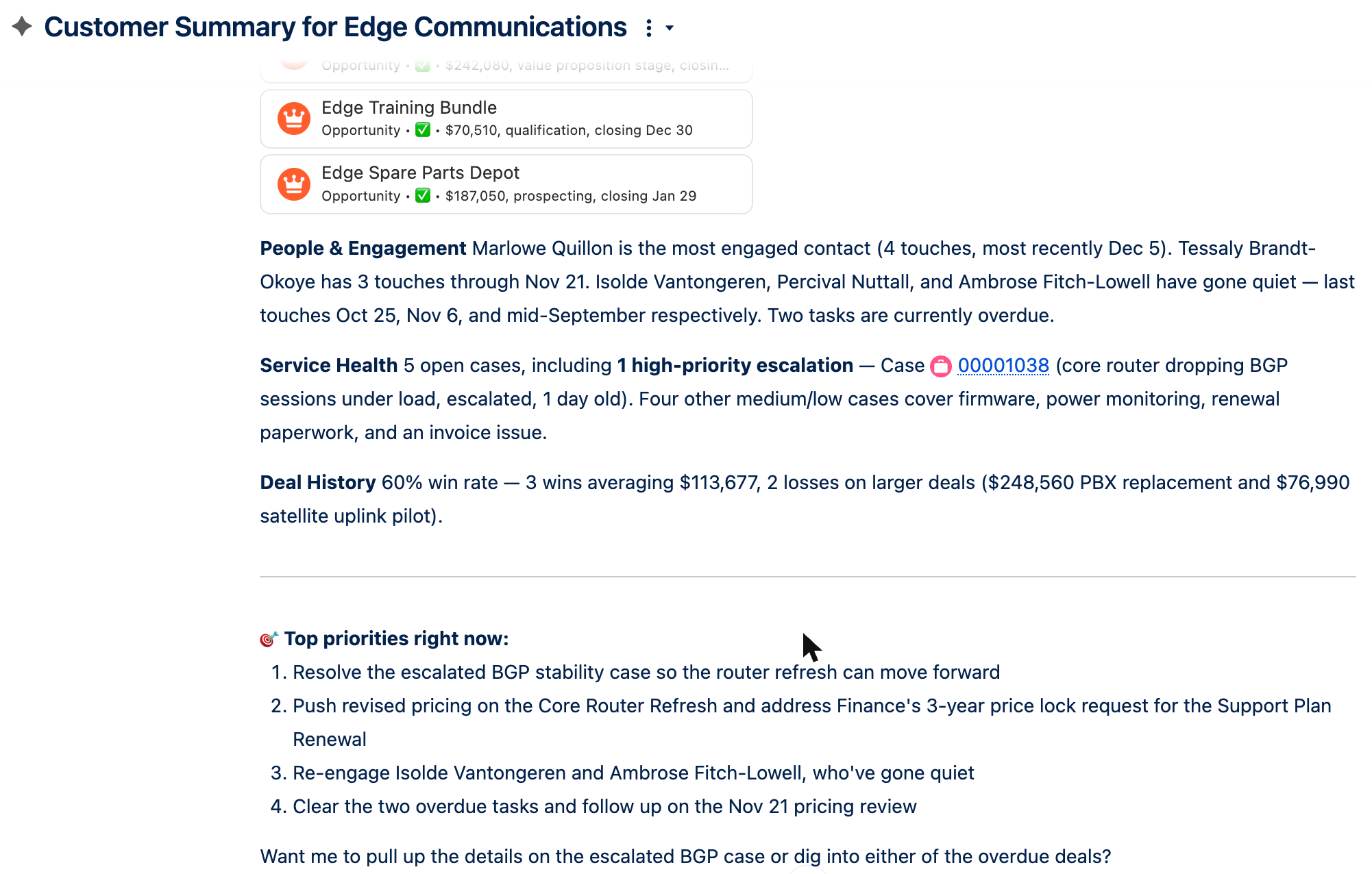 Customer Summary for Edge Communications
Opportunity • ✅ • $242,080, value proposition stage, closin...
Edge Training Bundle
Opportunity • ✅ • $70,510, qualification, closing Dec 30
Edge Spare Parts Depot
Opportunity • ✅ • $187,050, prospecting, closing Jan 29
People & Engagement Marlowe Quillon is the most engaged contact (4 touches, most recently Dec 5). Tessaly Brandt-
Okoye has 3 touches through Nov 21. Isolde Vantongeren, Percival Nuttall, and Ambrose Fitch-Lowell have gone quiet — last
touches Oct 25, Nov 6, and mid-September respectively. Two tasks are currently overdue.
Service Health 5 open cases, including 1 high-priority escalation — Case 00001038 (core router dropping BGP
sessions under load, escalated, 1 day old). Four other medium/low cases cover firmware, power monitoring, renewal
paperwork, and an invoice issue.
Deal History 60% win rate — 3 wins averaging $113,677, 2 losses on larger deals ($248,560 PBX replacement and $76,990
satellite uplink pilot).
🎯 Top priorities right now:
1. Resolve the escalated BGP stability case so the router refresh can move forward
2. Push revised pricing on the Core Router Refresh and address Finance's 3-year price lock request for the Support Plan
Renewal
3. Re-engage Isolde Vantongeren and Ambrose Fitch-Lowell, who've gone quiet
4. Clear the two overdue tasks and follow up on the Nov 21 pricing review
Want me to pull up the details on the escalated BGP case or dig into either of the overdue deals?